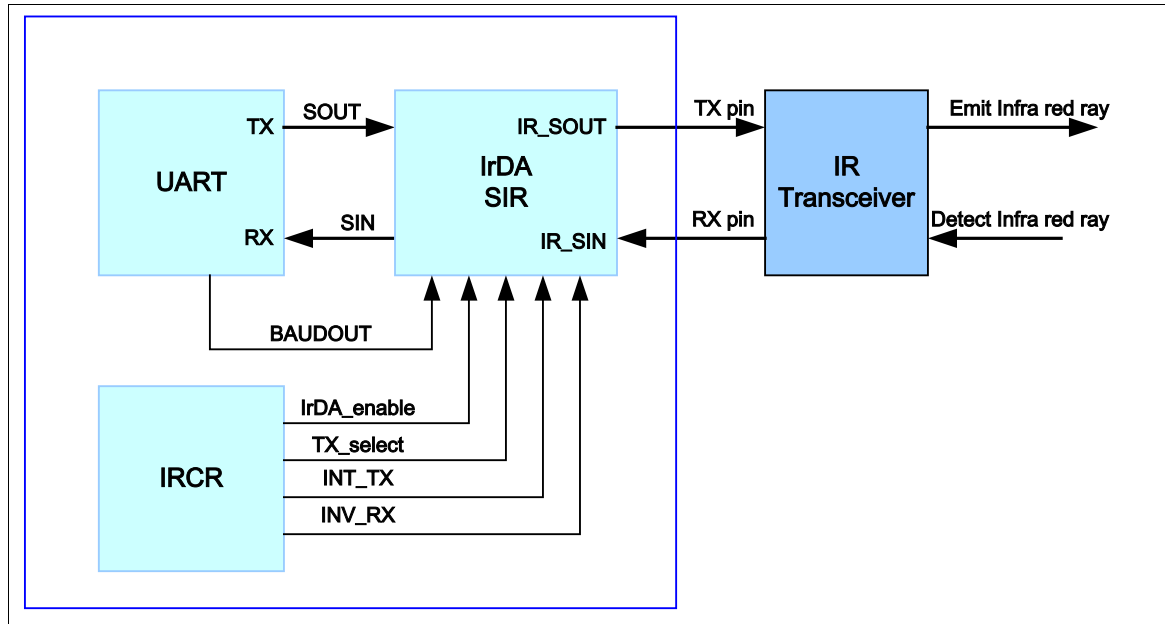 SOUT
TX
IR_SOUT
TX pin
Emit Infra red ray
UART
IrDA
SIR
IR
Transceiver
SIN
RX
IR_SIN
RX pin
Detect Infra red ray
BAUDOUT
IrDA_enable
TX_select
IRCR
INT_TX
INV_RX